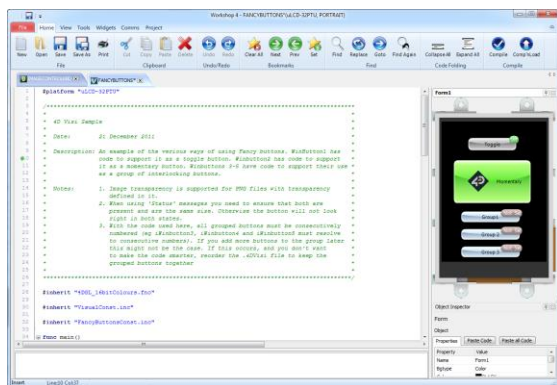 Workshop 4 - FANCYBUTTONS*(uLCD-32PTU, PORTRAIT)
File Home View Tools Widgets Comms Project
New Open Save Save As Print Cut Copy Paste Delete Undo Redo Clear All Next Prev Set Find Replace Goto Find Again Collapse All Expand All Compile CompileLoad
File Clipboard Undo/Redo Bookmarks Find Code Folding Compile
FANCYBUTTONS*
#platform "uLCD-32PTU"
4D Visi Sample
Date: 2! December 2011
Description: An example of the various ways of using Fancy buttons. WinButton1 has
code to support it as a toggle button. Winbutton2 has code to support
it as a momentary button. Winbuttons 3-5 have code to support their use
as a group of interlocking buttons.
Notes: 1. Image transparency is supported for PNG files with transparency
defined in it.
2. When using 'Status' messages you need to ensure that both are
present and are the same size. Otherwise the button will not look
right in both states.
3. With the code used here, all grouped buttons must be consecutively
numbered (eg iWinbutton3, iWinbutton4 and iWinbutton5 must resolve
to consecutive numbers). If you add more buttons to the group later
this might not be the case. If this occurs, and you don't want
to make the code smarter, reorder the .4DVisi file to keep the
grouped buttons together
#inherit "4DGL_16bitColours.fnc"
#inherit "VisualConst.inc"
#inherit "FancyButtonsConst.inc"
func main()
Form1
Toggle
4D Momentary
Group1
Group 2
Group 3
Object Inspector
Form
Object
Properties Paste Code Paste all Code
Property Value
Name Form1
Bgtype Color
Insert